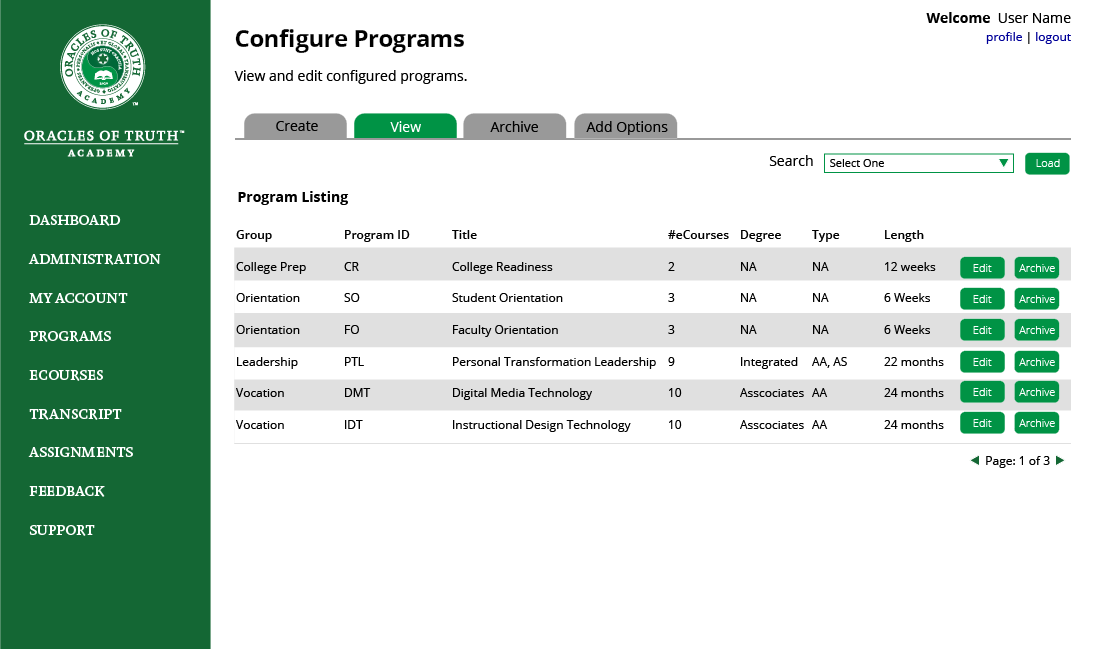 ORACLES OF TRUTH
ACADEMY
™
ORACLES OF TRUTH™
ACADEMY
DASHBOARD
ADMINISTRATION
MY ACCOUNT
PROGRAMS
ECOURSES
TRANSCRIPT
ASSIGNMENTS
FEEDBACK
SUPPORT
Welcome User Name
profile | logout
Configure Programs
View and edit configured programs.
Create View Archive Add Options
Search Select One Load
Program Listing
Group Program ID Title #eCourses Degree Type Length
College Prep CR College Readiness 2 NA NA 12 weeks Edit Archive
Orientation SO Student Orientation 3 NA NA 6 Weeks Edit Archive
Orientation FO Faculty Orientation 3 NA NA 6 Weeks Edit Archive
Leadership PTL Personal Transformation Leadership 9 Integrated AA, AS 22 months Edit Archive
Vocation DMT Digital Media Technology 10 Asscociates AA 24 months Edit Archive
Vocation IDT Instructional Design Technology 10 Asscociates AA 24 months Edit Archive
Page: 1 of 3